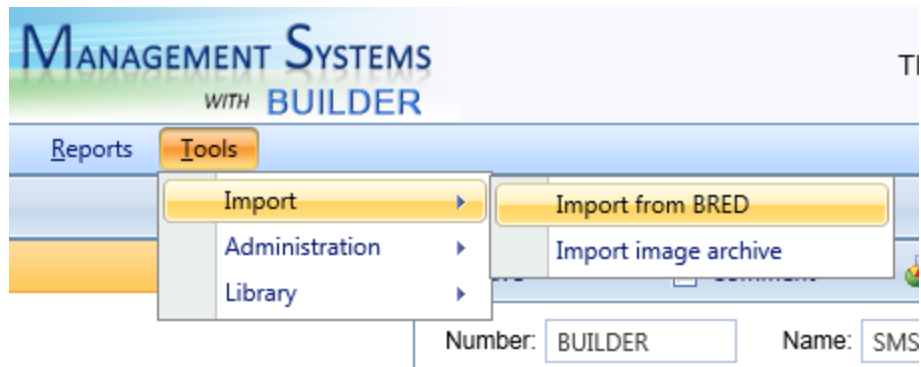 MANAGEMENT SYSTEMS
WITH BUILDER
Reports Tools
Import Import from BRED
Administration Import image archive
Library
Number: BUILDER Name: SMS